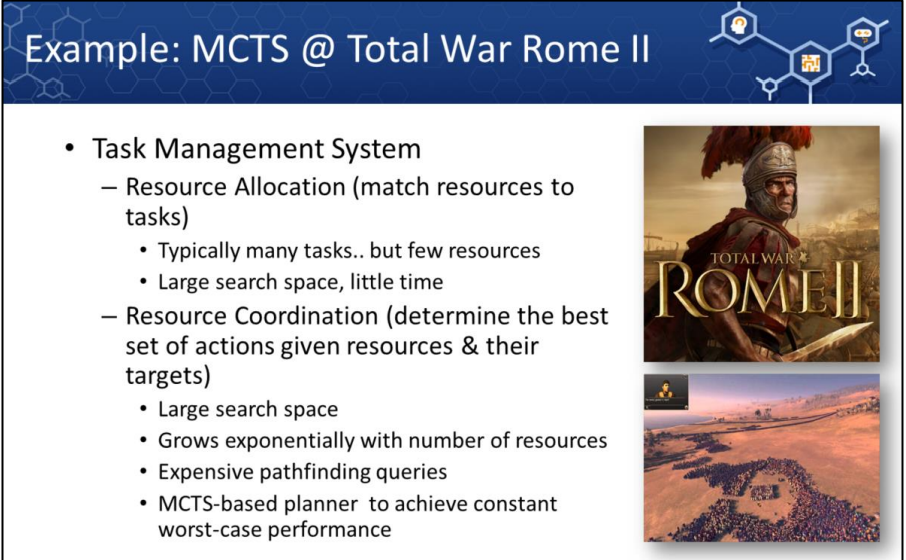 Example: MCTS @ Total War Rome II
• Task Management System
– Resource Allocation (match resources to
tasks)
• Typically many tasks.. but few resources
• Large search space, little time
– Resource Coordination (determine the best
set of actions given resources & their
targets)
• Large search space
• Grows exponentially with number of resources
• Expensive pathfinding queries
• MCTS-based planner  to achieve constant
worst-case performance
TOTAL WAR
ROME II